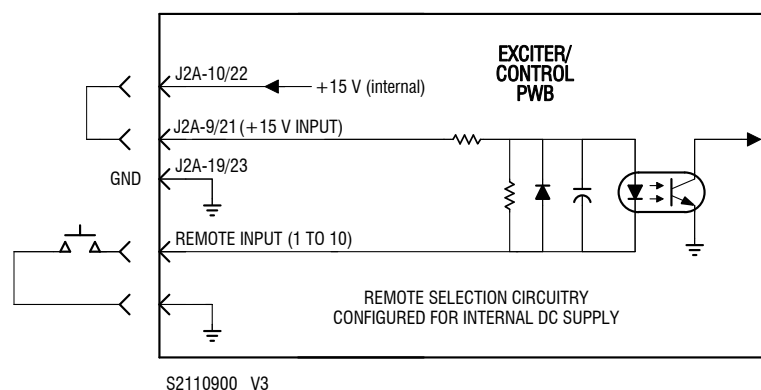 J2A-10/22
+15 V (internal)
EXCITER/
CONTROL
PWB
J2A-9/21 (+15 V INPUT)
J2A-19/23
GND
REMOTE INPUT (1 TO 10)
REMOTE SELECTION CIRCUITRY
CONFIGURED FOR INTERNAL DC SUPPLY
S2110900 V3